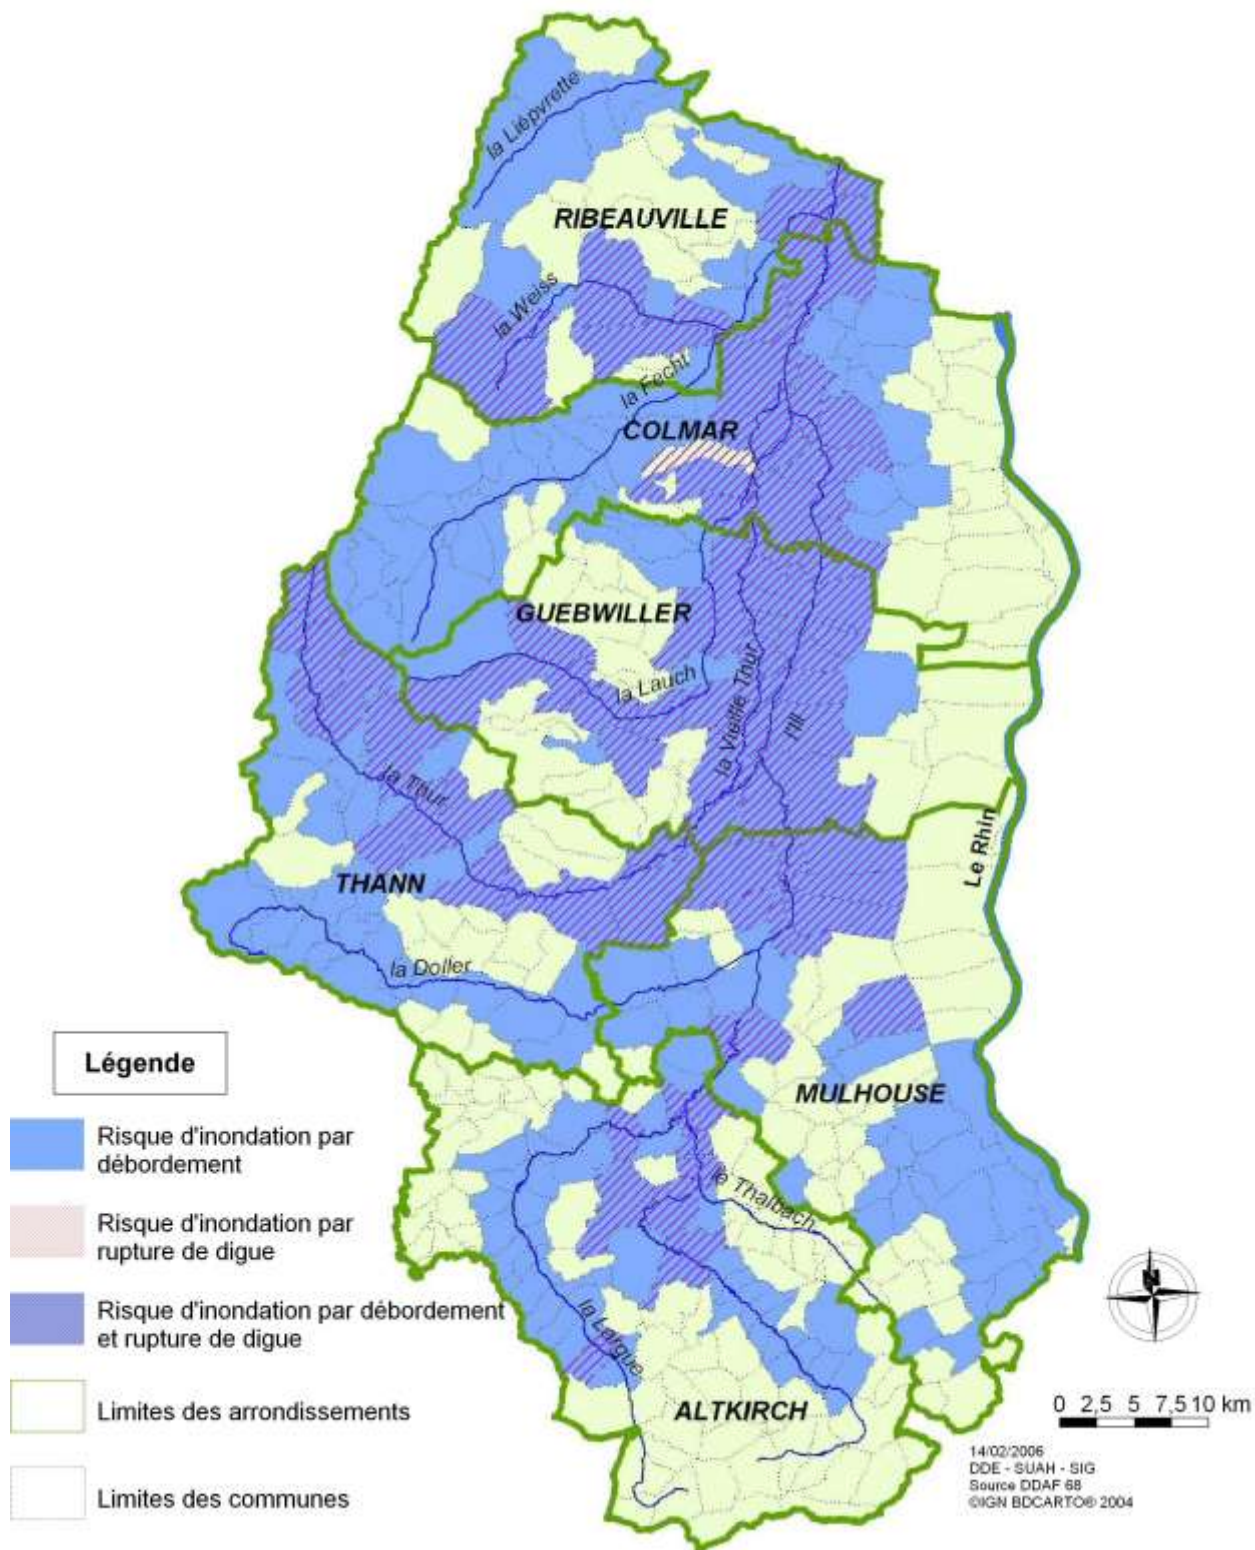 la Liépvrette
RIBEAUVILLE
la Weiss
la Fecht
COLMAR
GUEBWILLER
la Lauch
la Vieille Thur
l'Ill
la Thur
Le Rhin
THANN
la Doller
MULHOUSE
le Thalbach
la Largue
ALTKIRCH
Légende
Risque d'inondation par
débordement
Risque d'inondation par
rupture de digue
Risque d'inondation par débordement
et rupture de digue
Limites des arrondissements
Limites des communes
N
0 2,5 5 7,5 10 km
14/02/2006
DDE - SUAH - SIG
Source DDAF 68
©IGN BDCARTO® 2004